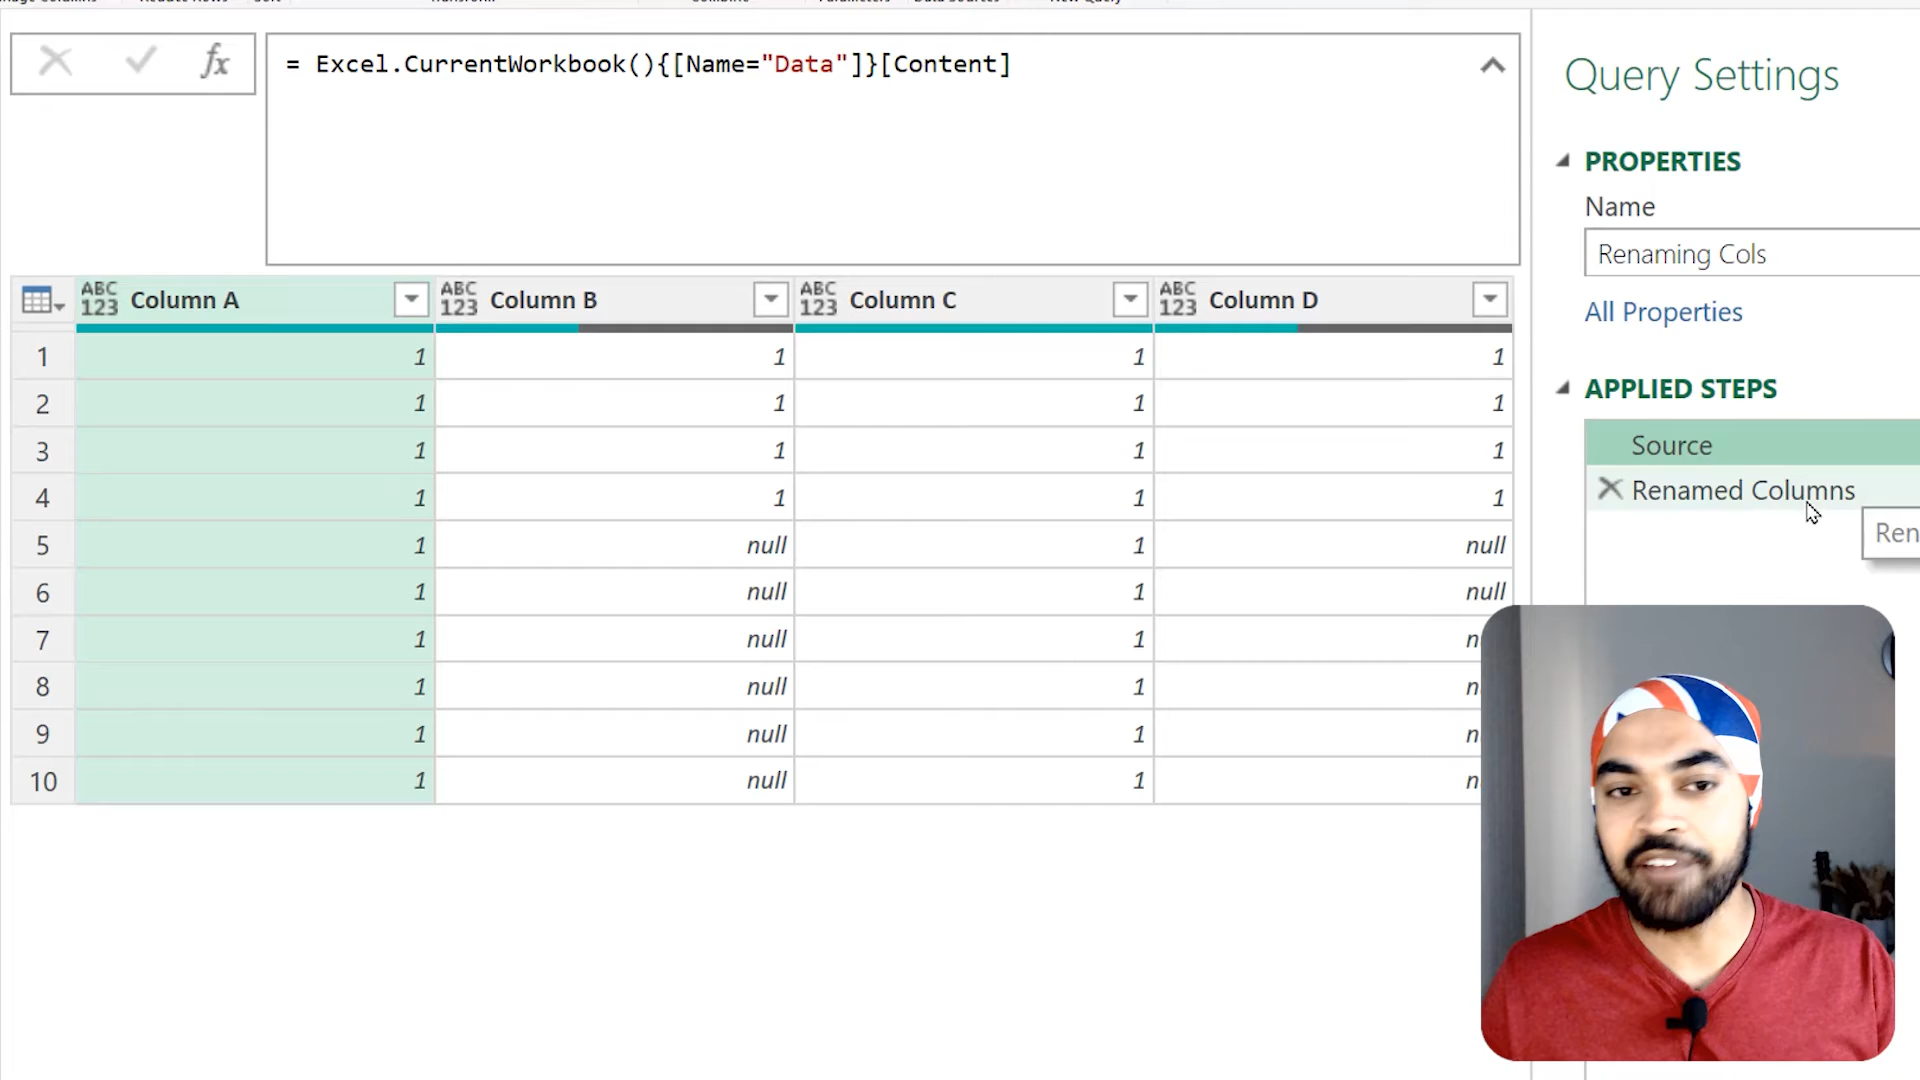 Parameters
fx
= Excel.CurrentWorkbook(){[Name="Data"]}[Content]
Query Settings
PROPERTIES
Name
Renaming Cols
All Properties
APPLIED STEPS
Source
Renamed Columns
Ren
ABC 123 Column A ABC 123 Column B ABC 123 Column C ABC 123 Column D
1 1 1 1 1
2 1 1 1 1
3 1 1 1 1
4 1 1 1 1
5 1 null 1 null
6 1 null 1 null
7 1 null 1 n
8 1 null 1 n
9 1 null 1 n
10 1 null 1 n